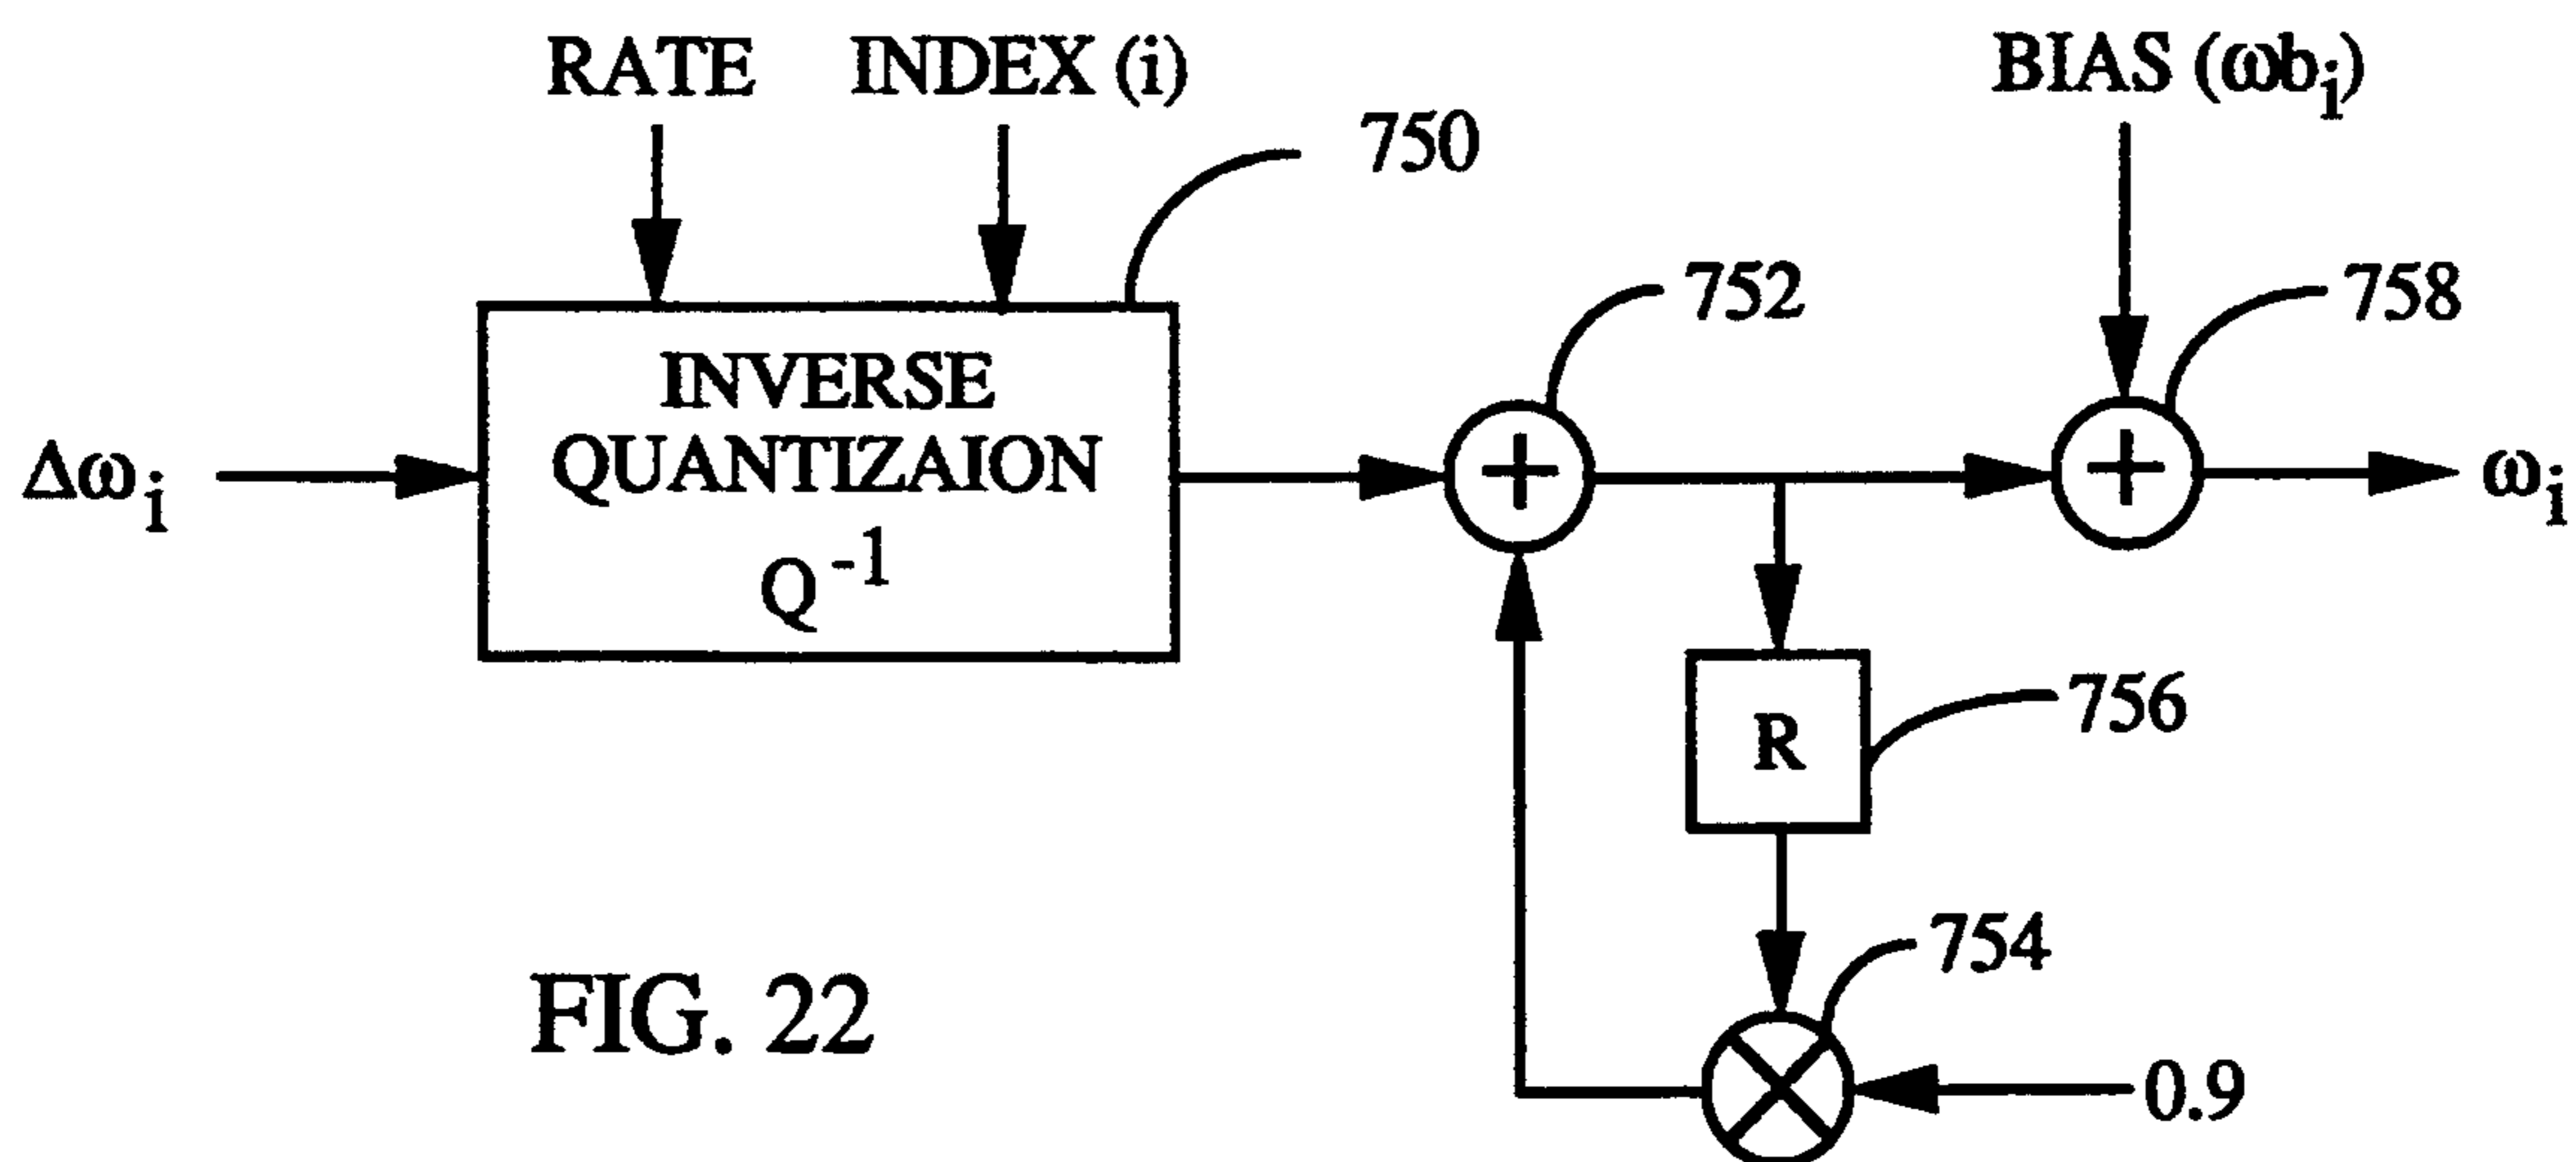 RATE INDEX (i) BIAS (ωbᵢ)
750
752
758
INVERSE
QUANTIZAION
Q⁻¹
Δωᵢ
+
+
ωᵢ
R
756
754
0.9
FIG. 22